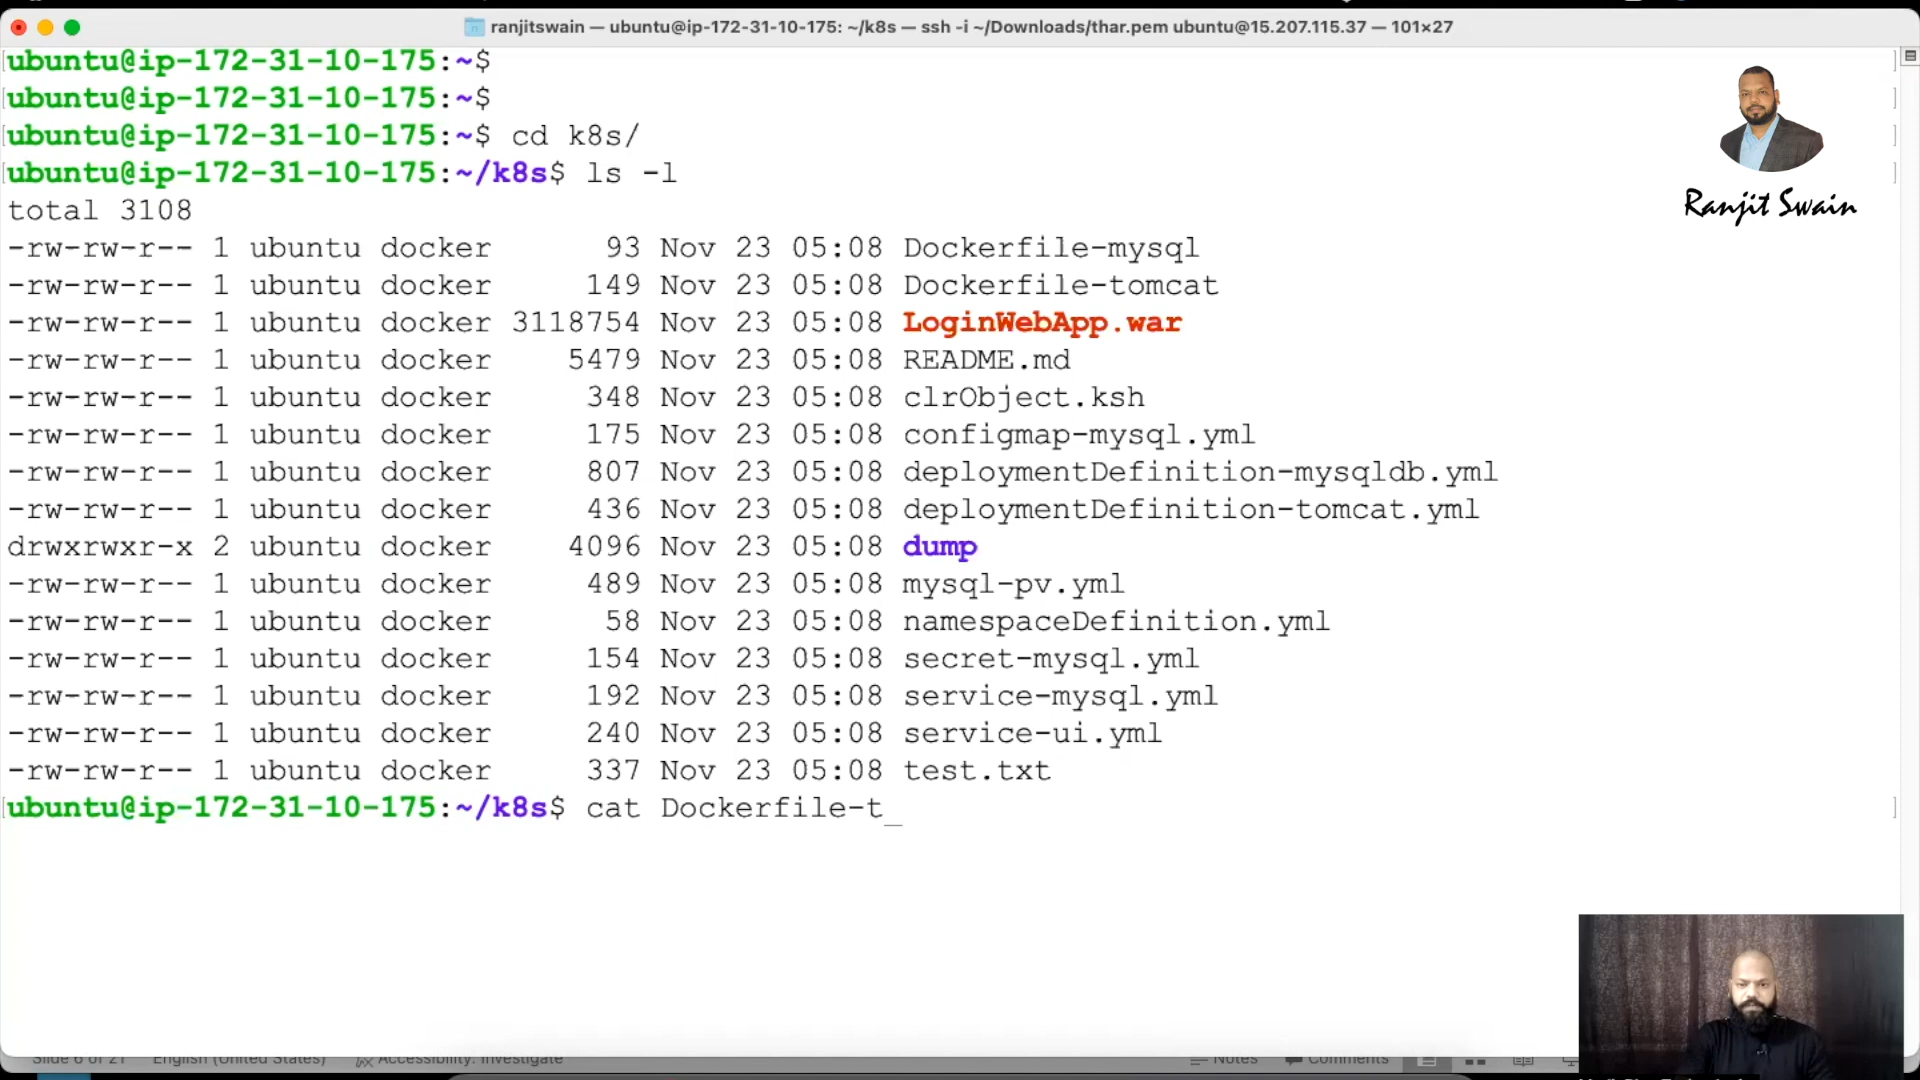 ranjitswain — ubuntu@ip-172-31-10-175: ~/k8s — ssh -i ~/Downloads/thar.pem ubuntu@15.207.115.37 — 101×27
ubuntu@ip-172-31-10-175:~$
ubuntu@ip-172-31-10-175:~$
ubuntu@ip-172-31-10-175:~$ cd k8s/
ubuntu@ip-172-31-10-175:~/k8s$ ls -l
Ranjit Swain
total 3108
-rw-rw-r-- 1 ubuntu docker      93 Nov 23 05:08 Dockerfile-mysql
-rw-rw-r-- 1 ubuntu docker     149 Nov 23 05:08 Dockerfile-tomcat
-rw-rw-r-- 1 ubuntu docker 3118754 Nov 23 05:08 LoginWebApp.war
-rw-rw-r-- 1 ubuntu docker    5479 Nov 23 05:08 README.md
-rw-rw-r-- 1 ubuntu docker     348 Nov 23 05:08 clrObject.ksh
-rw-rw-r-- 1 ubuntu docker     175 Nov 23 05:08 configmap-mysql.yml
-rw-rw-r-- 1 ubuntu docker     807 Nov 23 05:08 deploymentDefinition-mysqldb.yml
-rw-rw-r-- 1 ubuntu docker     436 Nov 23 05:08 deploymentDefinition-tomcat.yml
drwxrwxr-x 2 ubuntu docker    4096 Nov 23 05:08 dump
-rw-rw-r-- 1 ubuntu docker     489 Nov 23 05:08 mysql-pv.yml
-rw-rw-r-- 1 ubuntu docker      58 Nov 23 05:08 namespaceDefinition.yml
-rw-rw-r-- 1 ubuntu docker     154 Nov 23 05:08 secret-mysql.yml
-rw-rw-r-- 1 ubuntu docker     192 Nov 23 05:08 service-mysql.yml
-rw-rw-r-- 1 ubuntu docker     240 Nov 23 05:08 service-ui.yml
-rw-rw-r-- 1 ubuntu docker     337 Nov 23 05:08 test.txt
ubuntu@ip-172-31-10-175:~/k8s$ cat Dockerfile-t_
Slide 6 of 21 English (United States) Accessibility: Investigate Notes Comments